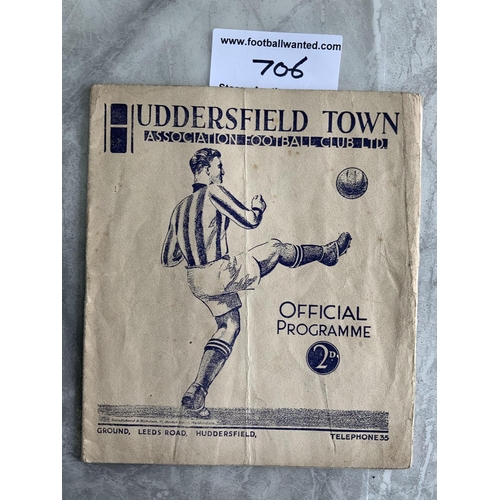 www.footballwanted.com
706
HUDDERSFIELD TOWN
ASSOCIATION FOOTBALL CLUB LTD.
OFFICIAL
PROGRAMME
2D.
GROUND, LEEDS ROAD, HUDDERSFIELD,
TELEPHONE 35